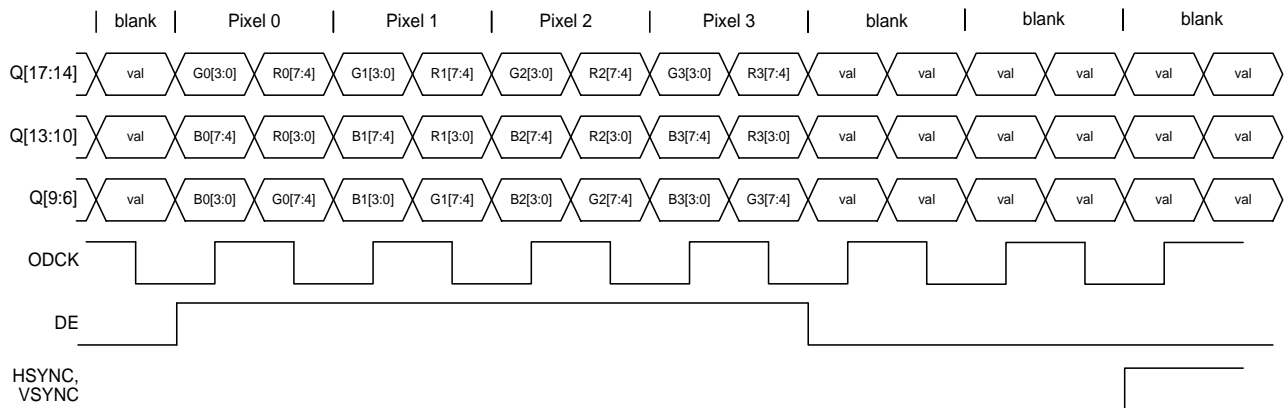 blank Pixel 0 Pixel 1 Pixel 2 Pixel 3 blank blank blank
Q[17:14] val G0[3:0] R0[7:4] G1[3:0] R1[7:4] G2[3:0] R2[7:4] G3[3:0] R3[7:4] val val val val val val
Q[13:10] val B0[7:4] R0[3:0] B1[7:4] R1[3:0] B2[7:4] R2[3:0] B3[7:4] R3[3:0] val val val val val val
Q[9:6] val B0[3:0] G0[7:4] B1[3:0] G1[7:4] B2[3:0] G2[7:4] B3[3:0] G3[7:4] val val val val val val
ODCK
DE
HSYNC,
VSYNC